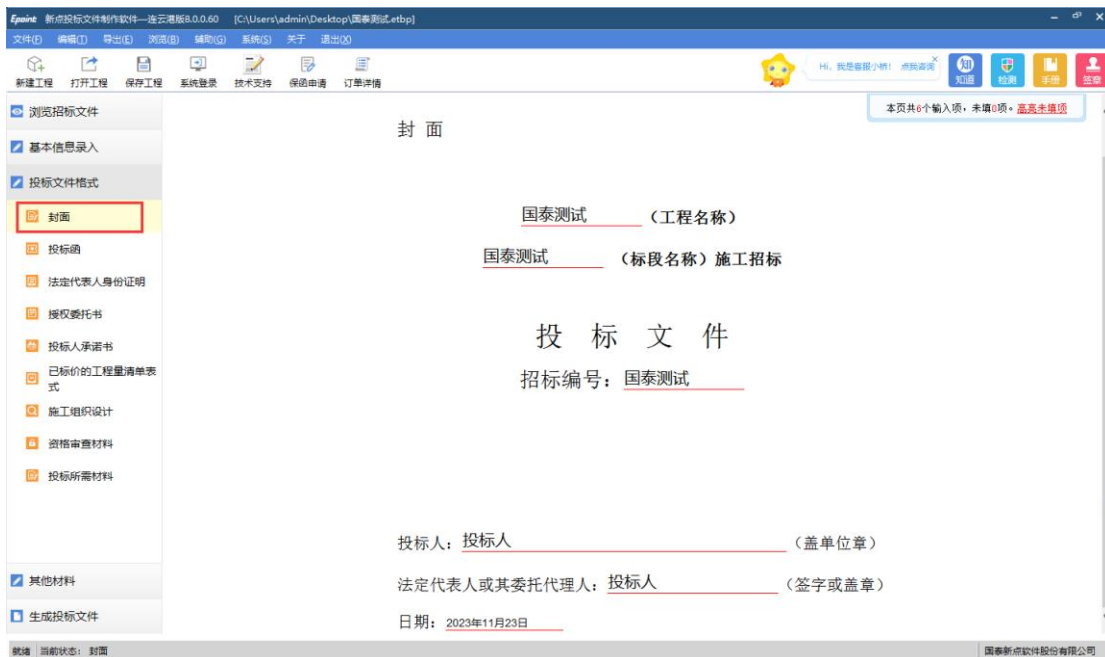 Epoint 新点投标文件制作软件—连云港版8.0.0.60 [C:\Users\admin\Desktop\国泰测试.etbp]
文件(F) 编辑(T) 导出(E) 浏览(B) 辅助(G) 系统(S) 关于 退出(X)
新建工程 打开工程 保存工程 系统登录 技术支持 保函申请 订单详情
Hi, 我是客服小桥! 点我咨询
知
知道 检测 手册 签章
浏览招标文件
本页共6个输入项,未填0项。高亮未填项
封 面
基本信息录入
投标文件格式
封面
投标函
法定代表人身份证明
授权委托书
投标人承诺书
已标价的工程量清单表
式
施工组织设计
资格审查材料
投标所需材料
国泰测试 (工程名称)
国泰测试 (标段名称)施工招标
投 标 文 件
招标编号: 国泰测试
投标人: 投标人 (盖单位章)
法定代表人或其委托代理人: 投标人 (签字或盖章)
日期: 2023年11月23日
其他材料
生成投标文件
就绪 当前状态: 封面 国泰新点软件股份有限公司